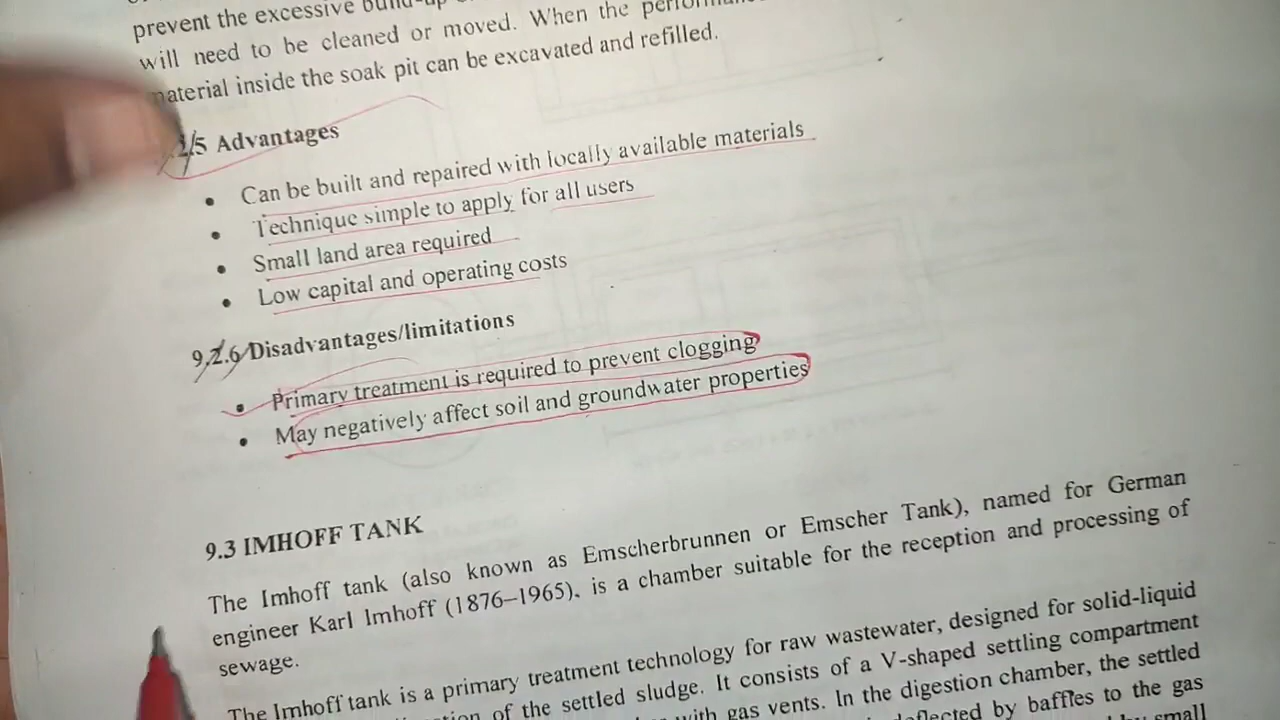 prevent the excessive build-up
will need to be cleaned or moved. When the
material inside the soak pit can be excavated and refilled.
5 Advantages
• Can be built and repaired with locally available materials
• Technique simple to apply for all users
• Small land area required
• Low capital and operating costs
9.2.6 Disadvantages/limitations
• Primary treatment is required to prevent clogging
• May negatively affect soil and groundwater properties
9.3 IMHOFF TANK
The Imhoff tank (also known as Emscherbrunnen or Emscher Tank), named for German
engineer Karl Imhoff (1876–1965). is a chamber suitable for the reception and processing of
sewage.
The Imhoff tank is a primary treatment technology for raw wastewater, designed for solid-liquid
of the settled sludge. It consists of a V-shaped settling compartment
with gas vents. In the digestion chamber, the settled
deflected by baffles to the gas
small